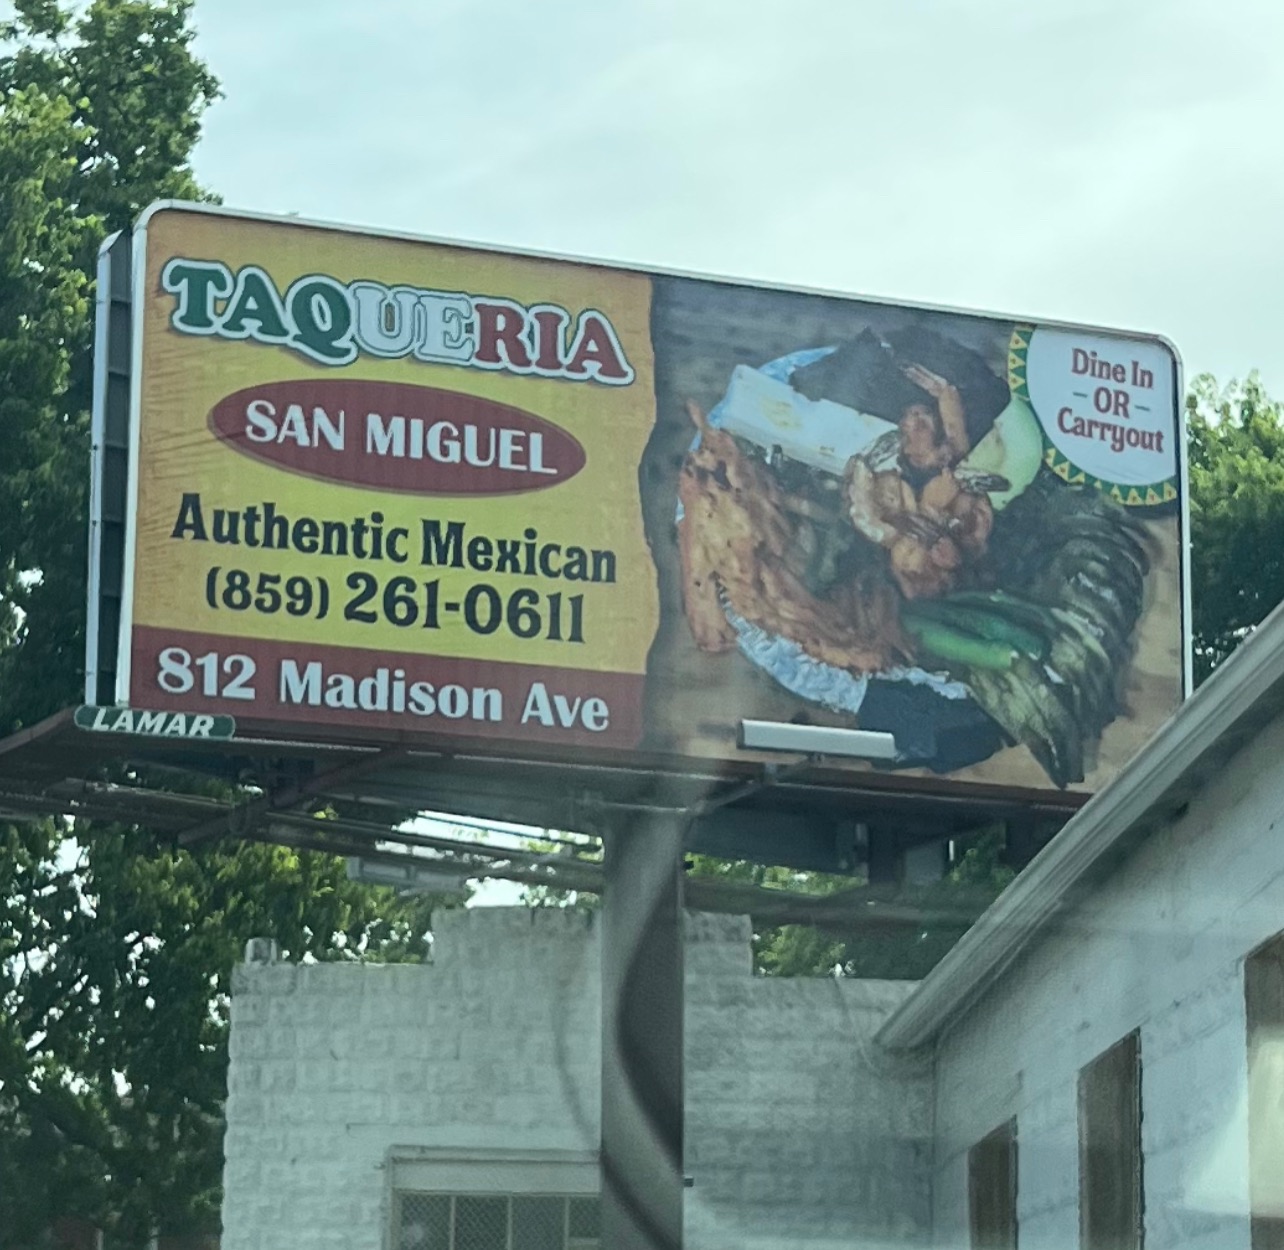 TAQUERIA
SAN MIGUEL
Authentic Mexican
(859) 261-0611
812 Madison Ave
LAMAR
Dine In
-OR-
Carryout